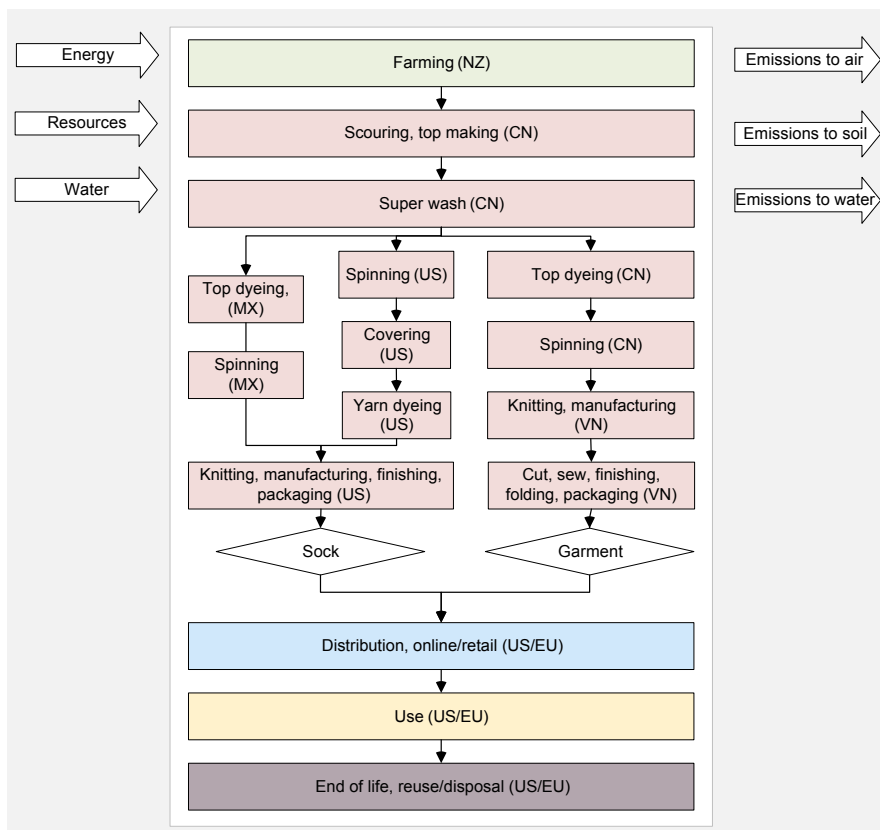 Energy
Resources
Water
Farming (NZ)
Scouring, top making (CN)
Super wash (CN)
Top dyeing,
(MX)
Spinning
(MX)
Spinning (US)
Covering
(US)
Yarn dyeing
(US)
Top dyeing (CN)
Spinning (CN)
Knitting, manufacturing
(VN)
Knitting, manufacturing, finishing,
packaging (US)
Cut, sew, finishing,
folding, packaging (VN)
Sock
Garment
Distribution, online/retail (US/EU)
Use (US/EU)
End of life, reuse/disposal (US/EU)
Emissions to air
Emissions to soil
Emissions to water